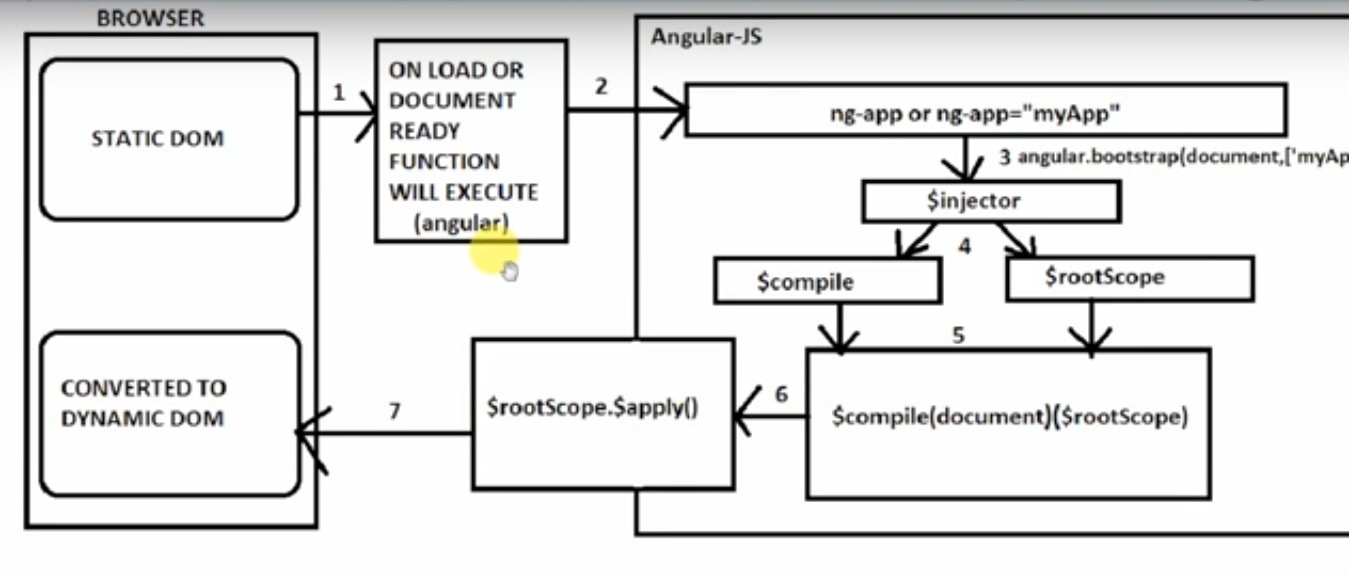 BROWSER
STATIC DOM
1
ON LOAD OR
DOCUMENT
READY
FUNCTION
WILL EXECUTE
(angular)
2
Angular-JS
ng-app or ng-app="myApp"
3 angular.bootstrap(document,['myAp
$injector
4
$compile
$rootScope
5
$compile(document)($rootScope)
6
$rootScope.$apply()
7
CONVERTED TO
DYNAMIC DOM